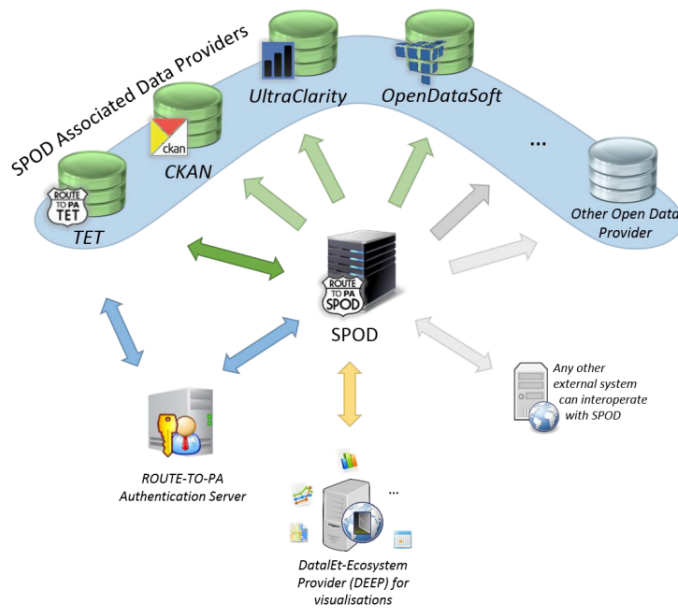 SPOD Associated Data Providers
UltraClarity
OpenDataSoft
ckan
CKAN
...
ROUTE
TO PA
TET
TET
Other Open Data
Provider
ROUTE
TO PA
SPOD
SPOD
Any other
external system
can interoperate
with SPOD
ROUTE-TO-PA
Authentication Server
...
DatalEt-Ecosystem
Provider (DEEP) for
visualisations